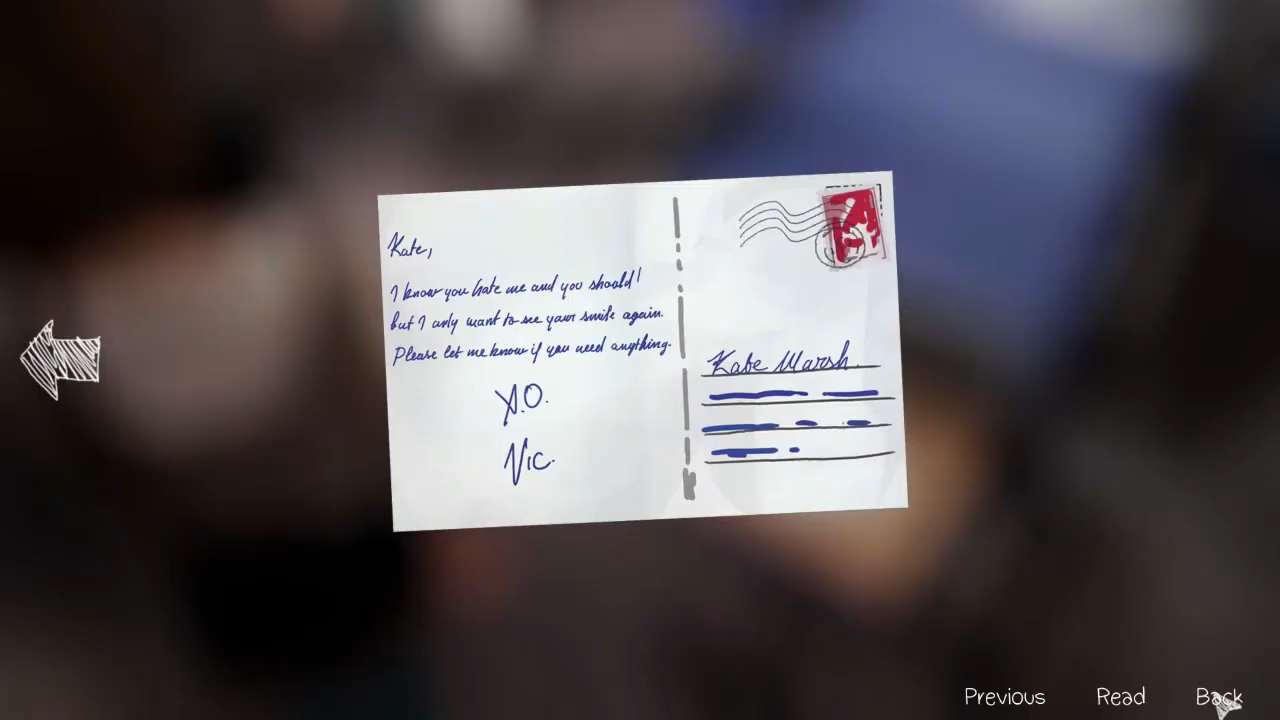 Kate,
I know you hate me and you should!
but I only want to see your smile again.
Please let me know if you need anything.
X.O.
Vic.
Kate Marsh
Previous
Read
Back